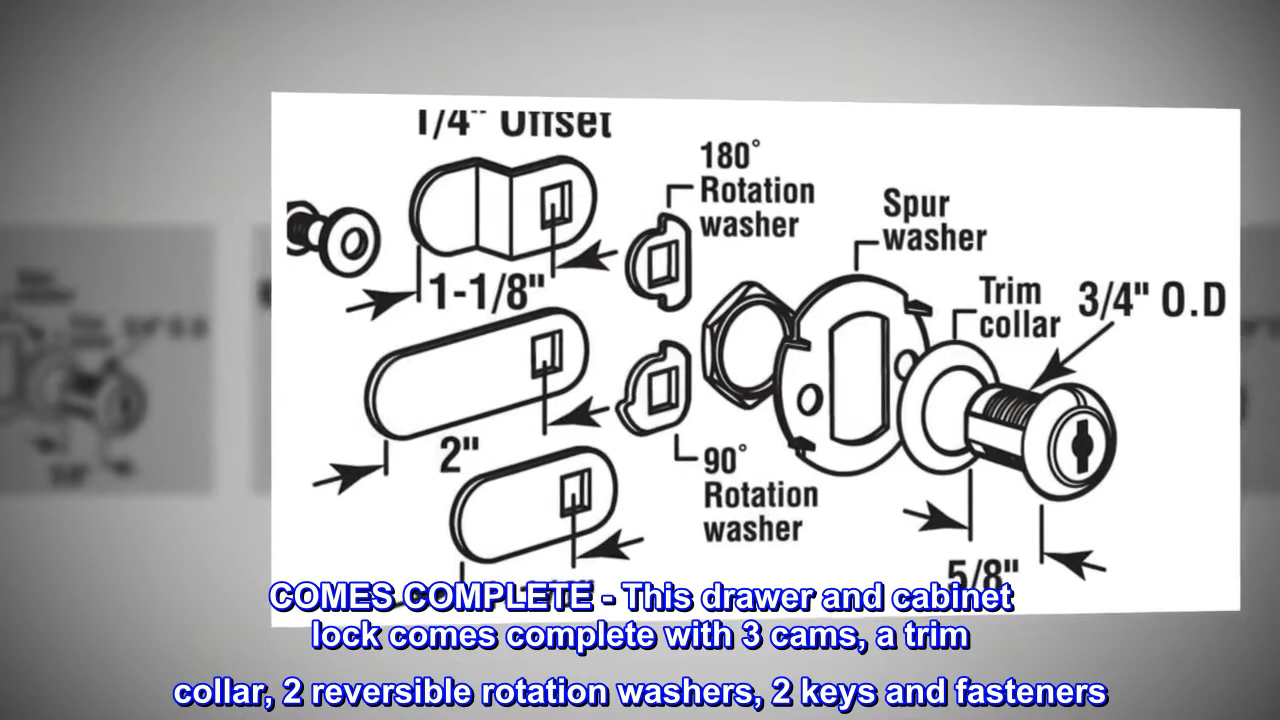 1/4" Offset
180°
Rotation
washer
Spur
washer
Trim
collar
3/4" O.D
1-1/8"
2"
90°
Rotation
washer
5/8"
COMES COMPLETE - This drawer and cabinet
lock comes complete with 3 cams, a trim
collar, 2 reversible rotation washers, 2 keys and fasteners